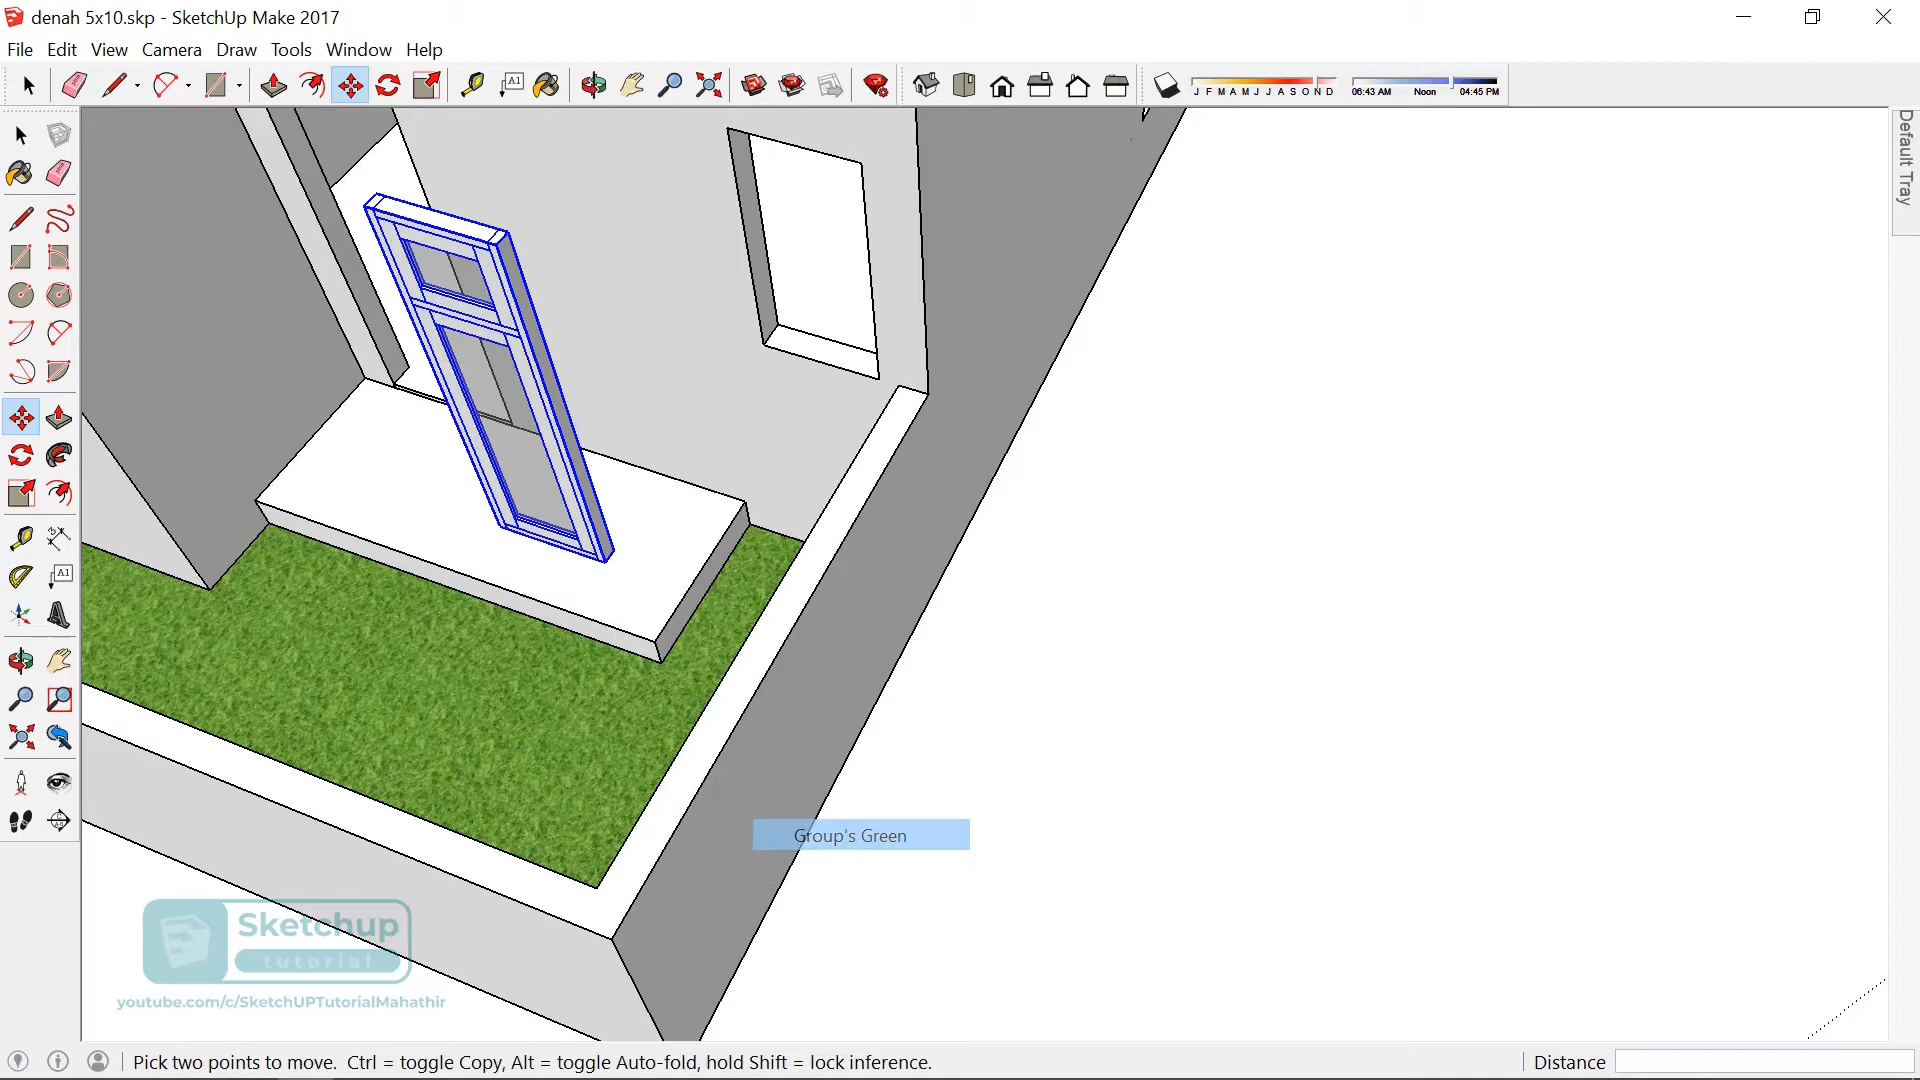 denah 5x10.skp - SketchUp Make 2017
File Edit View Camera Draw Tools Window Help
A1
J F M A M J J A S O N D
06:43 AM Noon 04:45 PM
Default Tray
A1
Group's Green
Sketchup
tutorial
youtube.com/c/SketchUPTutorialMahathir
Pick two points to move. Ctrl = toggle Copy, Alt = toggle Auto-fold, hold Shift = lock inference.
Distance